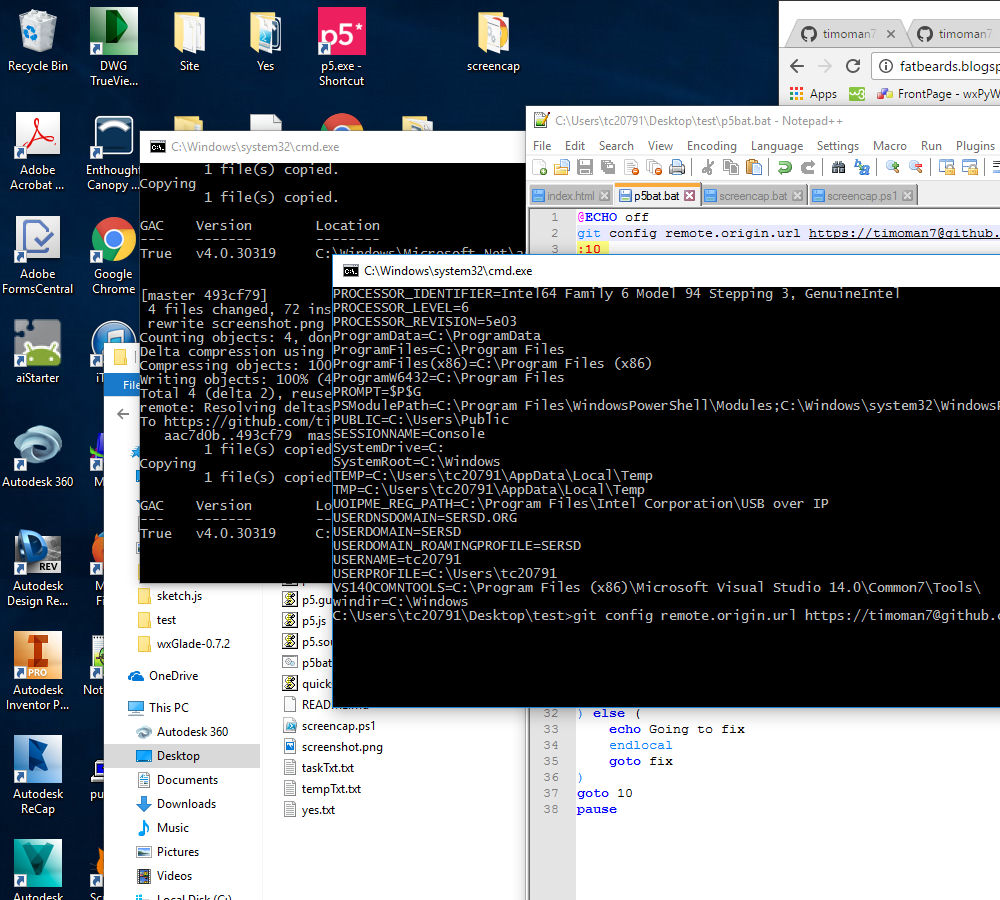 Recycle Bin
DWG TrueView...
Site
Yes
p5*
p5.exe - Shortcut
screencap
Adobe Acrobat ...
Enthought Canopy ...
Adobe FormsCentral
Google Chrome
aiStarter
Autodesk 360
Autodesk Design Re...
REV
Autodesk Inventor P...
PRO
Autodesk ReCap
Autodesk
timoman7
timoman7
fatbeards.blogsp
Apps
FrontPage - wxPyW
C:\Users\tc20791\Desktop\test\p5bat.bat - Notepad++
File Edit Search View Encoding Language Settings Macro Run Plugins
index.html
p5bat.bat
screencap.bat
screencap.ps1
1 @ECHO off
2 git config remote.origin.url https://timoman7@github.
3 :10
C:\Windows\system32\cmd.exe
1 file(s) copied.
Copying
1 file(s) copied.
GAC Version Location
--- ------- --------
True v4.0.30319 C:\Windows\Microsoft.Net\a
[master 493cf79]
4 files changed, 72 ins
rewrite screenshot.png
Counting objects: 4, don
Delta compression using
Compressing objects: 100
Writing objects: 100% (4
Total 4 (delta 2), reuse
remote: Resolving deltas
To https://github.com/ti
aac7d0b..493cf79 mas
1 file(s) copied
Copying
1 file(s) copied
GAC Version Lo
--- ------- --
True v4.0.30319 C:
C:\Windows\system32\cmd.exe
PROCESSOR_IDENTIFIER=Intel64 Family 6 Model 94 Stepping 3, GenuineIntel
PROCESSOR_LEVEL=6
PROCESSOR_REVISION=5e03
ProgramData=C:\ProgramData
ProgramFiles=C:\Program Files
ProgramFiles(x86)=C:\Program Files (x86)
ProgramW6432=C:\Program Files
PROMPT=$P$G
PSModulePath=C:\Program Files\WindowsPowerShell\Modules;C:\Windows\system32\WindowsP
PUBLIC=C:\Users\Public
SESSIONNAME=Console
SystemDrive=C:
SystemRoot=C:\Windows
TEMP=C:\Users\tc20791\AppData\Local\Temp
TMP=C:\Users\tc20791\AppData\Local\Temp
UOIPME_REG_PATH=C:\Program Files\Intel Corporation\USB over IP
USERDNSDOMAIN=SERSD.ORG
USERDOMAIN=SERSD
USERDOMAIN_ROAMINGPROFILE=SERSD
USERNAME=tc20791
USERPROFILE=C:\Users\tc20791
VS140COMNTOOLS=C:\Program Files (x86)\Microsoft Visual Studio 14.0\Common7\Tools\
windir=C:\Windows
C:\Users\tc20791\Desktop\test>git config remote.origin.url https://timoman7@github.c
File
sketch.js
test
wxGlade-0.7.2
OneDrive
This PC
Autodesk 360
Desktop
Documents
Downloads
Music
Pictures
Videos
Local Disk (C:)
p5.gu
p5.js
p5.sou
p5bat
quick
README.md
screencap.ps1
screenshot.png
taskTxt.txt
tempTxt.txt
yes.txt
32 ) else (
33 echo Going to fix
34 endlocal
35 goto fix
36 )
37 goto 10
38 pause